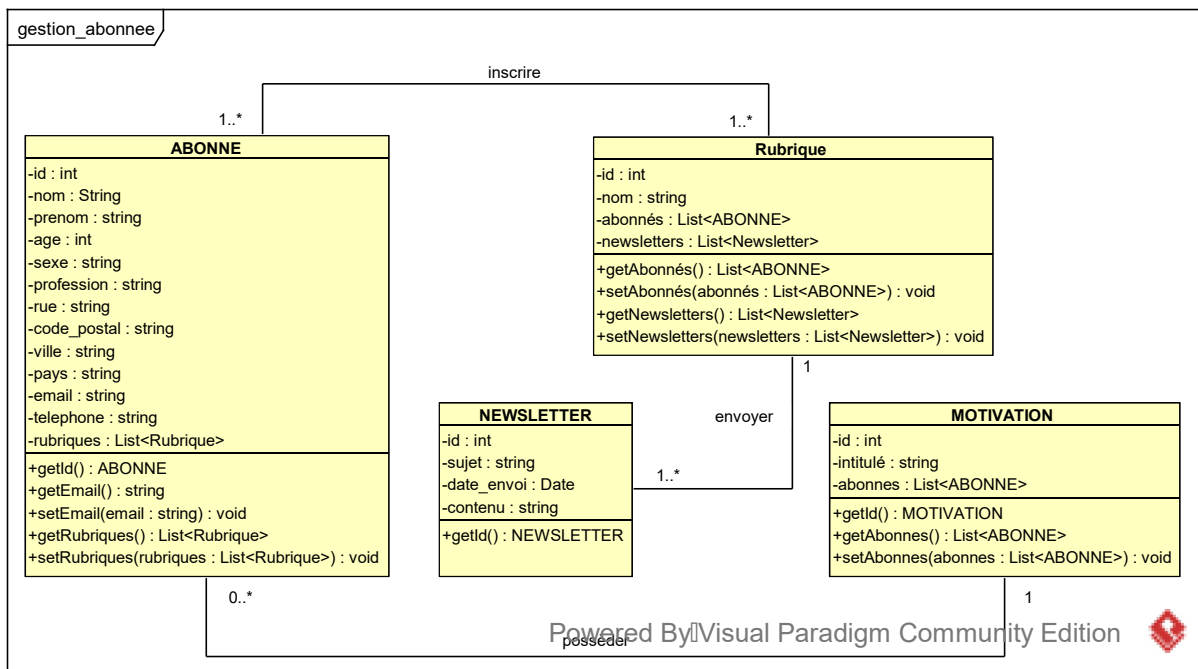 gestion_abonnee
inscrire
1..*
1..*
ABONNE
-id : int
-nom : String
-prenom : string
-age : int
-sexe : string
-profession : string
-rue : string
-code_postal : string
-ville : string
-pays : string
-email : string
-telephone : string
-rubriques : List<Rubrique>
+getId() : ABONNE
+getEmail() : string
+setEmail(email : string) : void
+getRubriques() : List<Rubrique>
+setRubriques(rubriques : List<Rubrique>) : void
Rubrique
-id : int
-nom : string
-abonnés : List<ABONNE>
-newsletters : List<Newsletter>
+getAbonnés() : List<ABONNE>
+setAbonnés(abonnés : List<ABONNE>) : void
+getNewsletters() : List<Newsletter>
+setNewsletters(newsletters : List<Newsletter>) : void
1
envoyer
1..*
NEWSLETTER
-id : int
-sujet : string
-date_envoi : Date
-contenu : string
+getId() : NEWSLETTER
MOTIVATION
-id : int
-intitulé : string
-abonnes : List<ABONNE>
+getId() : MOTIVATION
+getAbonnes() : List<ABONNE>
+setAbonnes(abonnes : List<ABONNE>) : void
0..*
1
posséder
Powered By Visual Paradigm Community Edition